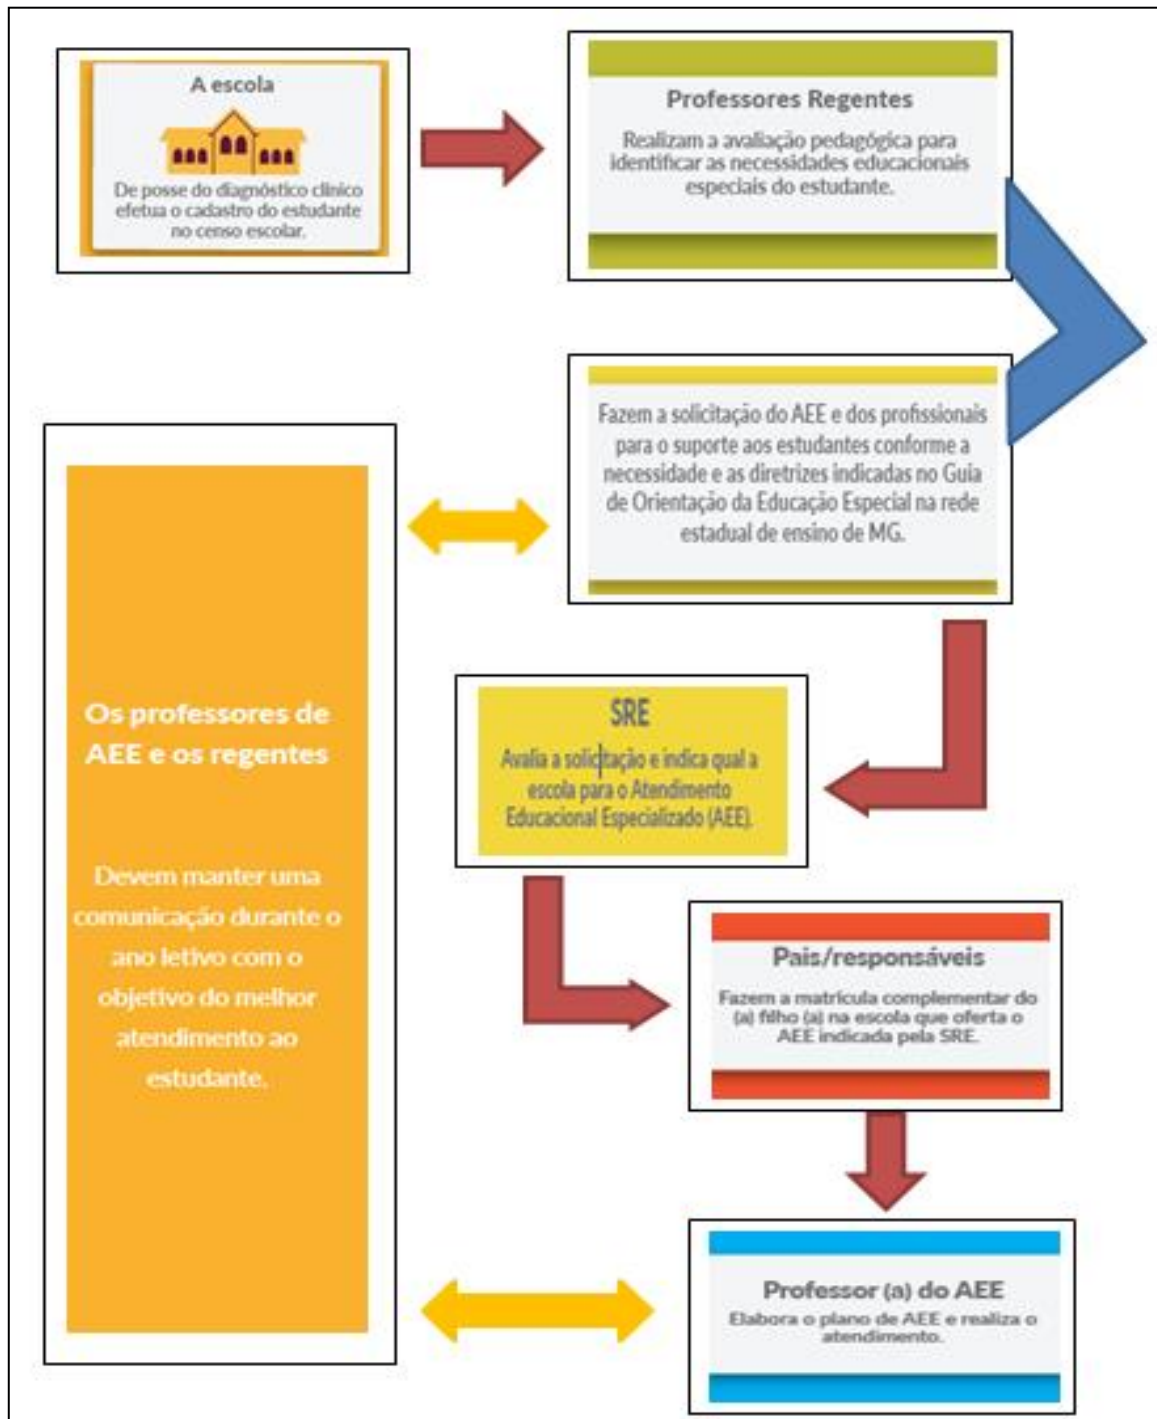 A escola
De posse do diagnóstico clínico
efetua o cadastro do estudante
no censo escolar.
Professores Regentes
Realizam a avaliação pedagógica para
identificar as necessidades educacionais
especiais do estudante.
Fazem a solicitação do AEE e dos profissionais
para o suporte aos estudantes conforme a
necessidade e as diretrizes indicadas no Guia
de Orientação da Educação Especial na rede
estadual de ensino de MG.
Os professores de
AEE e os regentes
Devem manter uma
comunicação durante o
ano letivo com o
objetivo do melhor
atendimento ao
estudante.
SRE
Avalia a solicitação e indica qual a
escola para o Atendimento
Educacional Especializado (AEE).
Pais/responsáveis
Fazem a matrícula complementar do
(a) filho (a) na escola que oferta o
AEE indicada pela SRE.
Professor (a) do AEE
Elabora o plano de AEE e realiza o
atendimento.